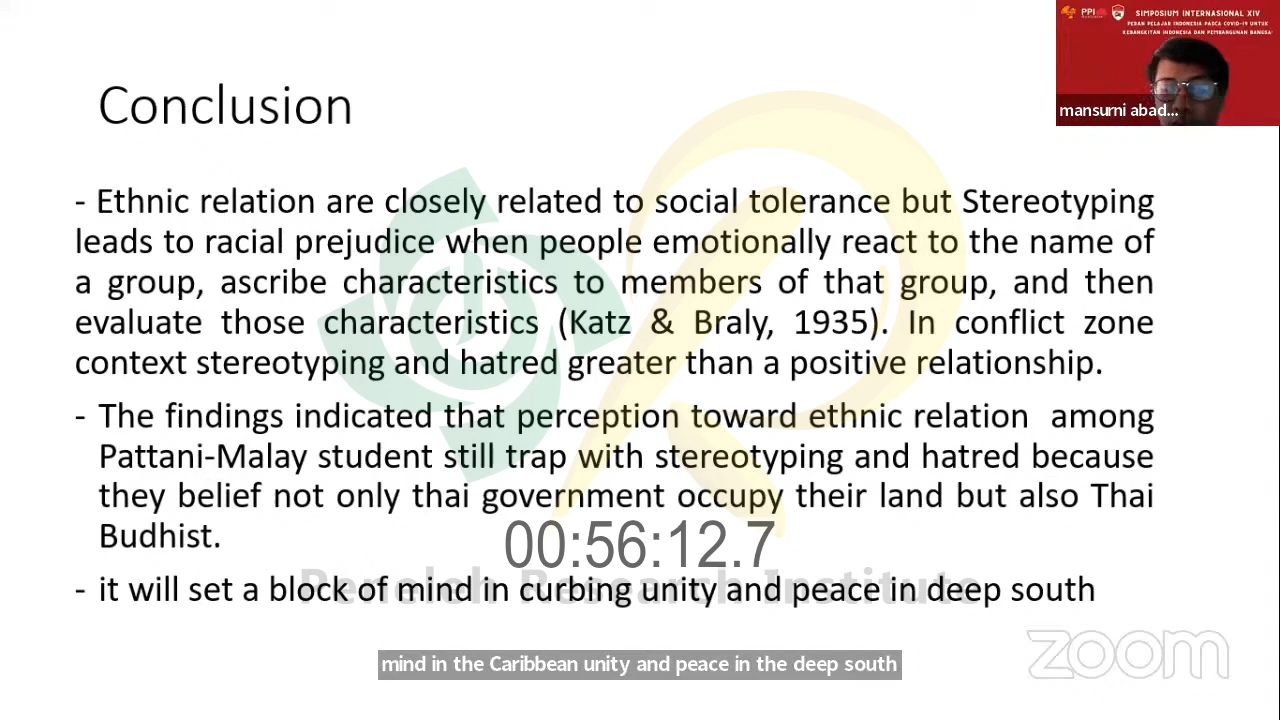 PPI
SIMPOSIUM INTERNASIONAL XIV
PERAN PELAJAR INDONESIA PASCA COVID-19 UNTUK
KEBANGKITAN INDONESIA DAN PEMBANGUNAN BANGSA
mansurni abad...
Conclusion
- Ethnic relation are closely related to social tolerance but Stereotyping
leads to racial prejudice when people emotionally react to the name of
a group, ascribe characteristics to members of that group, and then
evaluate those characteristics (Katz & Braly, 1935). In conflict zone
context stereotyping and hatred greater than a positive relationship.
- The findings indicated that perception toward ethnic relation among
Pattani-Malay student still trap with stereotyping and hatred because
they belief not only thai government occupy their land but also Thai
Budhist.
00:56:12.7
Peneleh Research Institute
- it will set a block of mind in curbing unity and peace in deep south
mind in the Caribbean unity and peace in the deep south
zoom